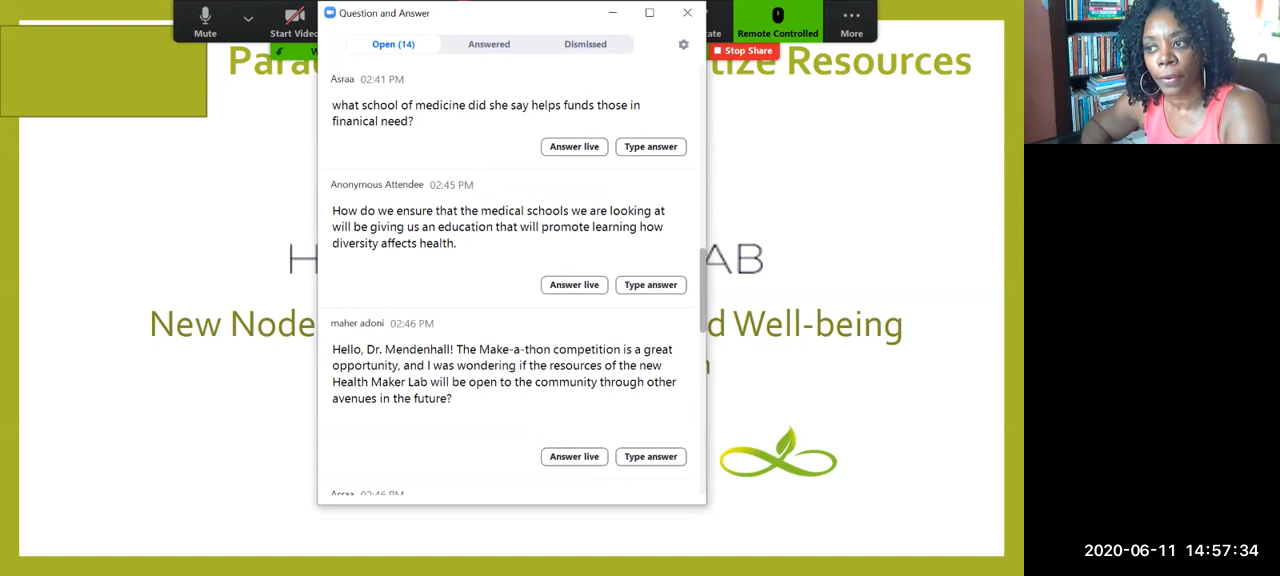 Mute
Start Video
Remote Controlled
More
Stop Share
Question and Answer
Open (14)
Answered
Dismissed
Resources
Asraa 02:41 PM
what school of medicine did she say helps funds those in
finanical need?
Answer live
Type answer
Anonymous Attendee 02:45 PM
How do we ensure that the medical schools we are looking at
will be giving us an education that will promote learning how
diversity affects health.
Answer live
Type answer
New Node
d Well-being
maher adoni 02:46 PM
Hello, Dr. Mendenhall! The Make-a-thon competition is a great
opportunity, and I was wondering if the resources of the new
Health Maker Lab will be open to the community through other
avenues in the future?
Answer live
Type answer
Asraa 02:46 PM
2020-06-11 14:57:34